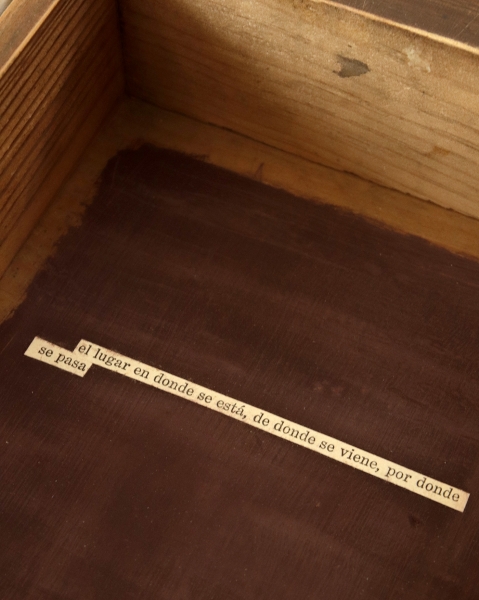 el lugar en donde se está, de donde se viene, por donde
se pasa